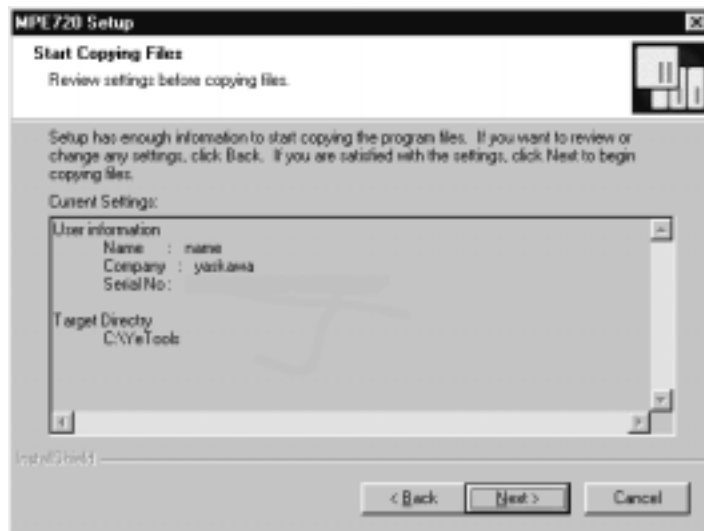 MPE720 Setup
Start Copying Files
Review settings before copying files.
Setup has enough information to start copying the program files. If you want to review or
change any settings, click Back. If you are satisfied with the settings, click Next to begin
copying files.
Current Settings:
User information
Name : name
Company : yaskawa
Serial No :
Target Directry
C:\YeTools
InstallShield
< Back
Next >
Cancel